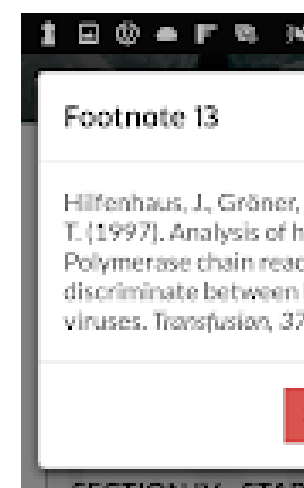 Footnote 13
Hilfenhaus, J., Gröner,
T. (1997). Analysis of h
Polymerase chain reac
discriminate between
viruses. Transfusion, 37